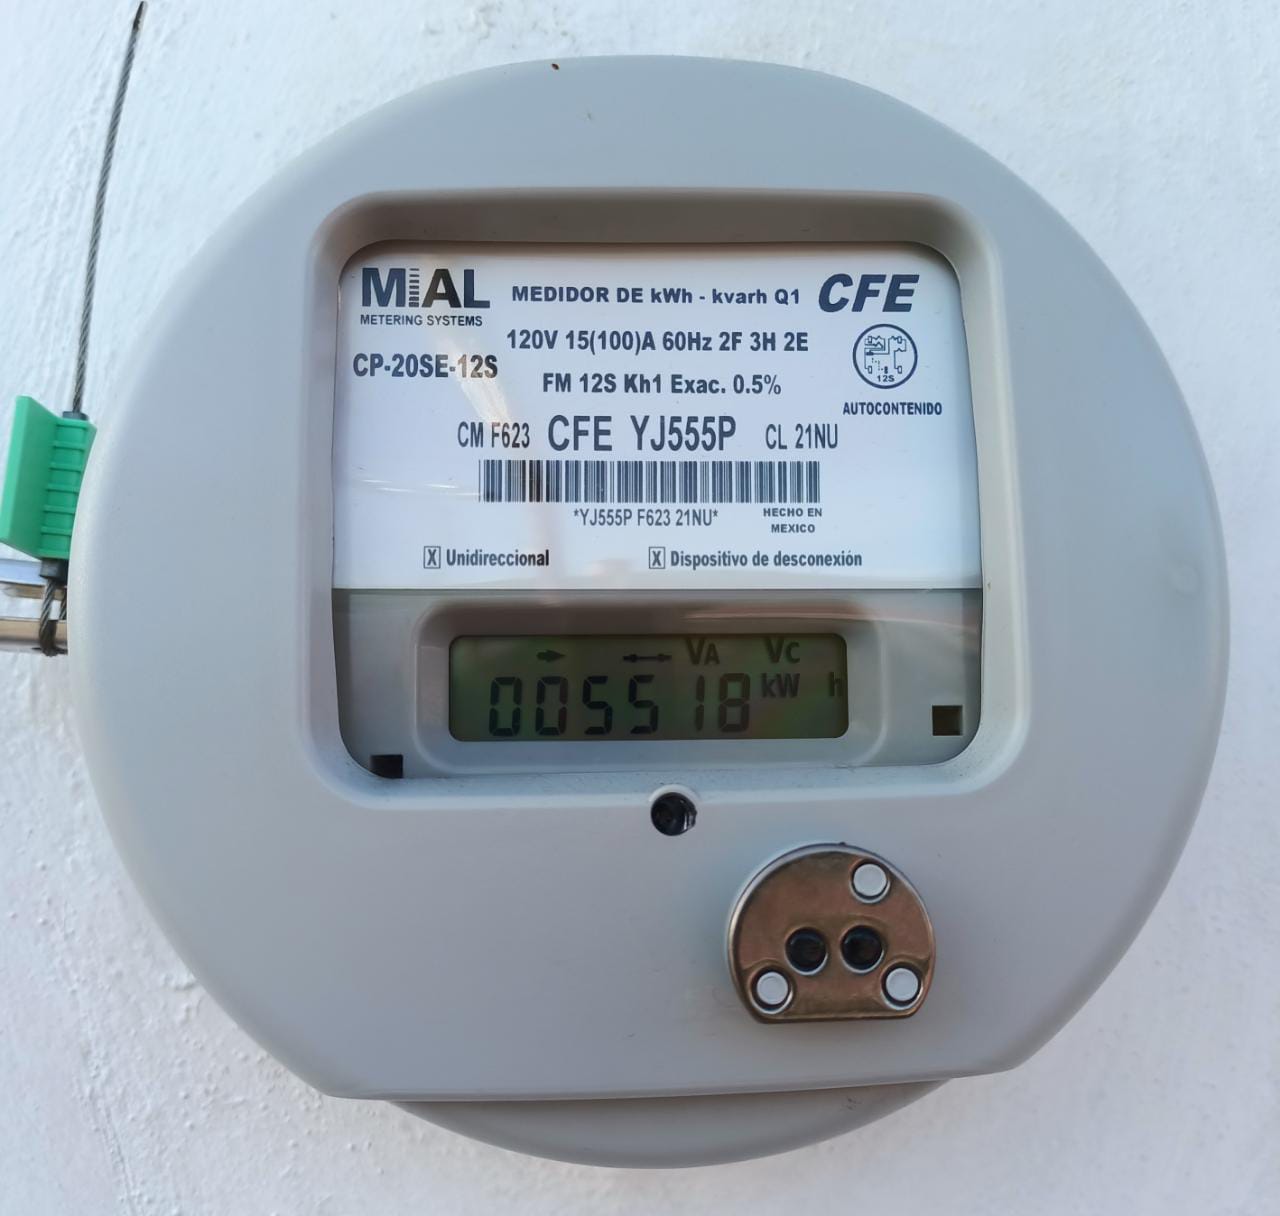 MIAL
METERING SYSTEMS
MEDIDOR DE kWh - kvarh Q1
CFE
120V 15(100)A 60Hz 2F 3H 2E
CP-20SE-12S
FM 12S Kh1 Exac. 0.5%
12S
AUTOCONTENIDO
CM F623 CFE YJ555P CL 21NU
*YJ555P F623 21NU*
HECHO EN
MEXICO
X Unidireccional
X Dispositivo de desconexión
VA VC
005518 kW h